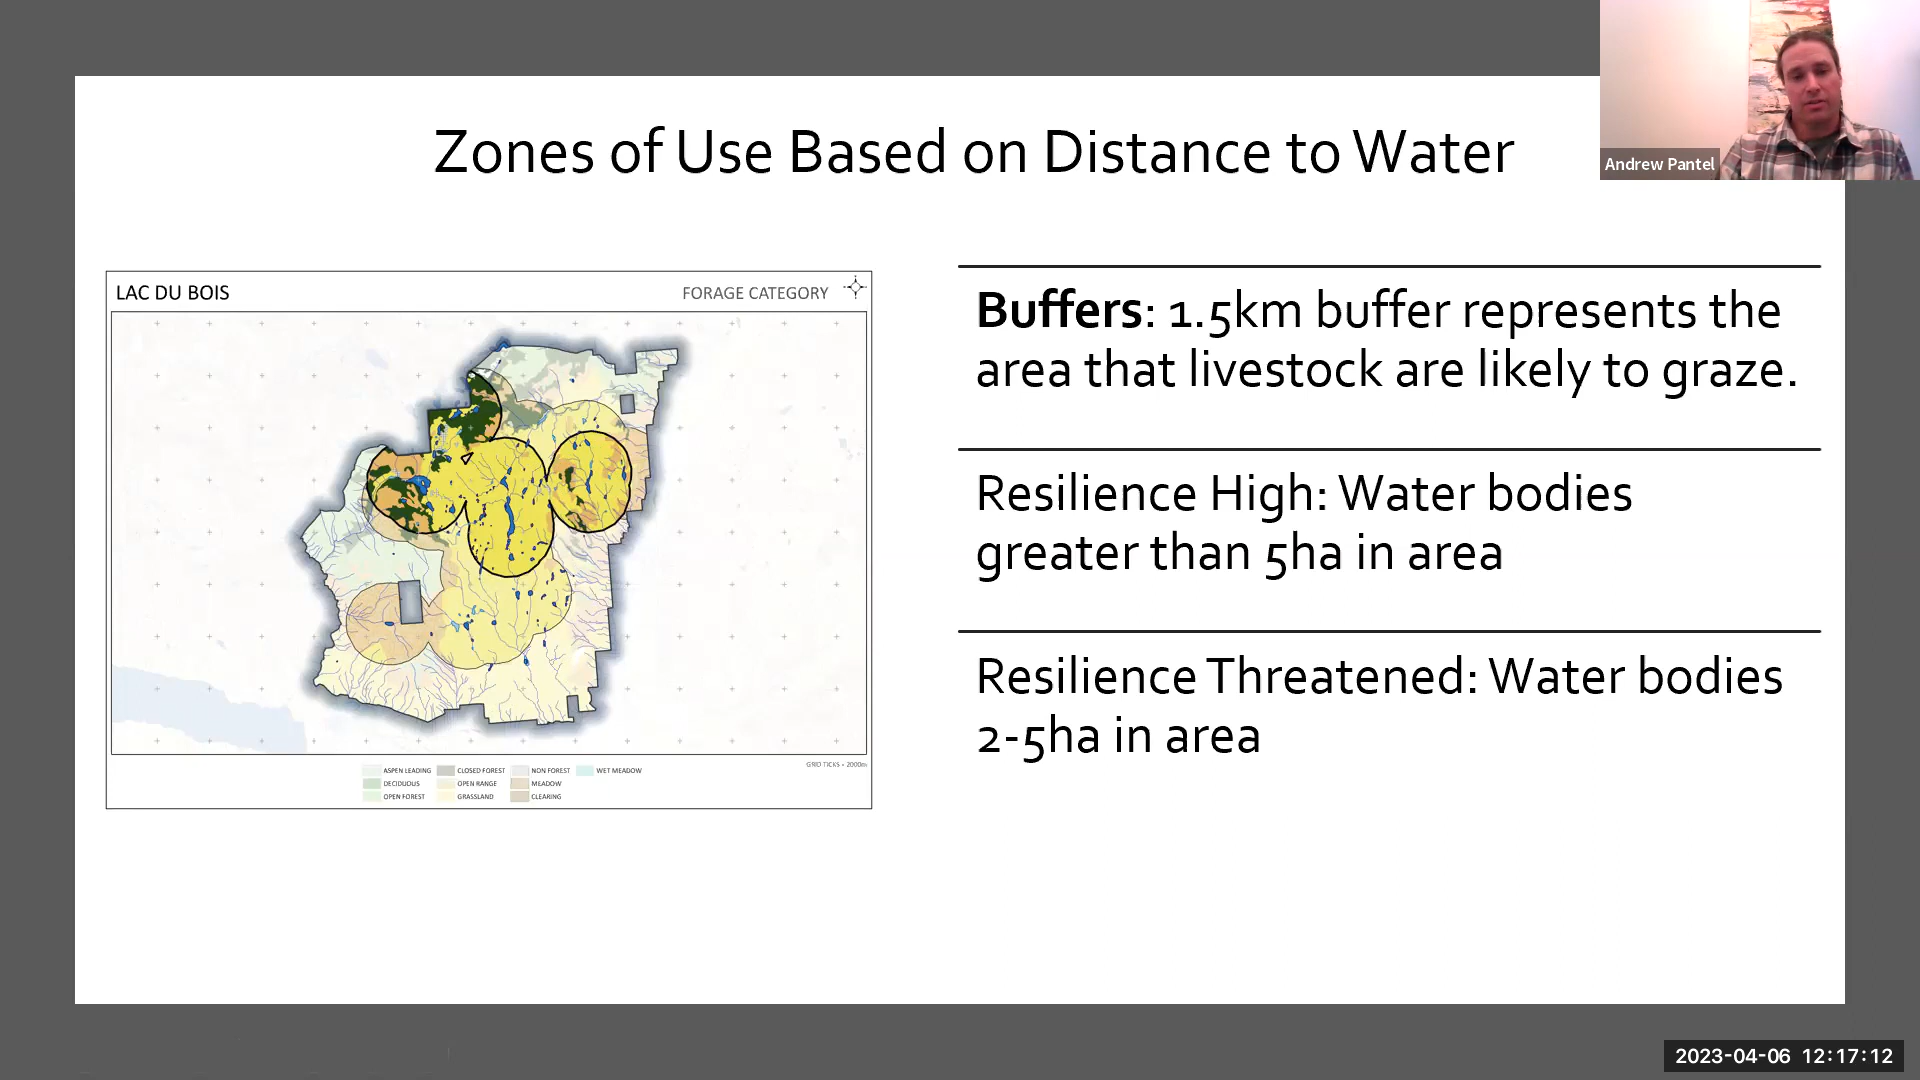 Zones of Use Based on Distance to Water
Andrew Pantel
LAC DU BOIS
FORAGE CATEGORY
GRID TICKS = 2000m
ASPEN LEADING
CLOSED FOREST
NON FOREST
WET MEADOW
DECIDUOUS
OPEN RANGE
MEADOW
OPEN FOREST
GRASSLAND
CLEARING
Buffers: 1.5km buffer represents the
area that livestock are likely to graze.
Resilience High: Water bodies
greater than 5ha in area
Resilience Threatened: Water bodies
2-5ha in area
2023-04-06 12:17:12